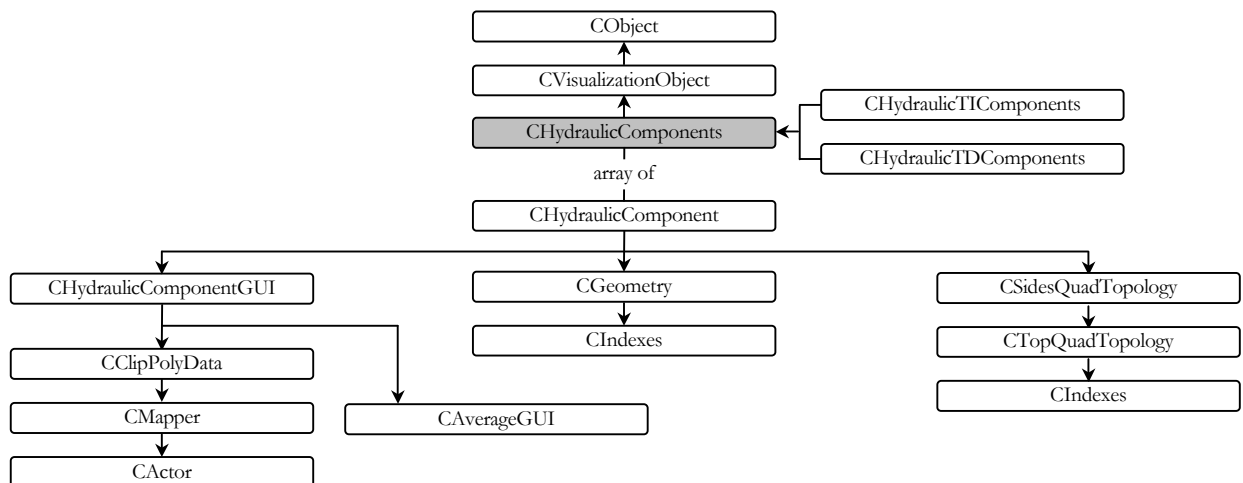 CObject
CVisualizationObject
CHydraulicTIComponents
CHydraulicComponents
CHydraulicTDComponents
array of
CHydraulicComponent
CHydraulicComponentGUI
CGeometry
CSidesQuadTopology
CIndexes
CTopQuadTopology
CClipPolyData
CIndexes
CMapper
CAverageGUI
CActor